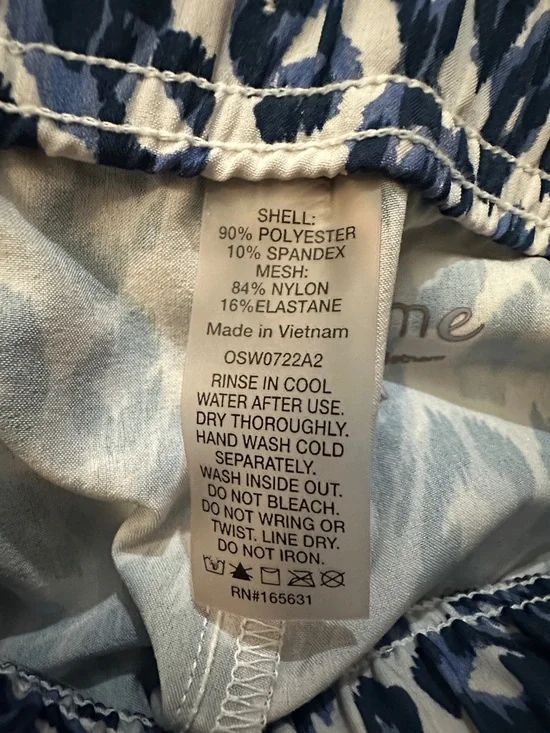 SHELL:
90% POLYESTER
10% SPANDEX
MESH:
84% NYLON
16%ELASTANE
Made in Vietnam
OSW0722A2
RINSE IN COOL
WATER AFTER USE.
DRY THOROUGHLY.
HAND WASH COLD
SEPARATELY.
WASH INSIDE OUT.
DO NOT BLEACH.
DO NOT WRING OR
TWIST. LINE DRY.
DO NOT IRON.
RN#165631
me